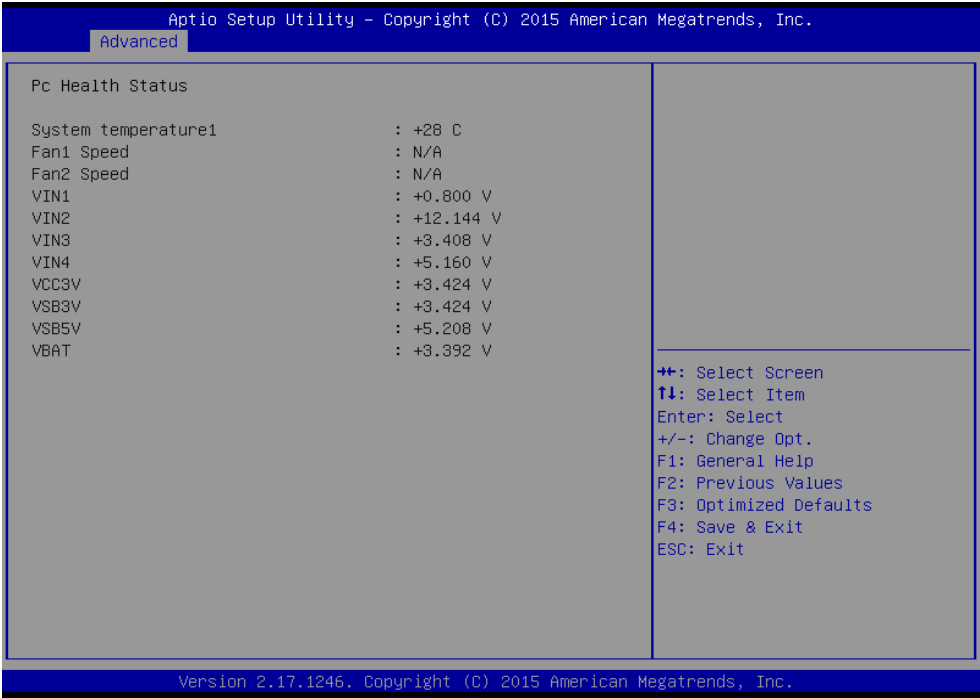 Aptio Setup Utility – Copyright (C) 2015 American Megatrends, Inc.
Advanced
Pc Health Status
System temperature1 : +28 C
Fan1 Speed : N/A
Fan2 Speed : N/A
VIN1 : +0.800 V
VIN2 : +12.144 V
VIN3 : +3.408 V
VIN4 : +5.160 V
VCC3V : +3.424 V
VSB3V : +3.424 V
VSB5V : +5.208 V
VBAT : +3.392 V
→←: Select Screen
↑↓: Select Item
Enter: Select
+/-: Change Opt.
F1: General Help
F2: Previous Values
F3: Optimized Defaults
F4: Save & Exit
ESC: Exit
Version 2.17.1246. Copyright (C) 2015 American Megatrends, Inc.